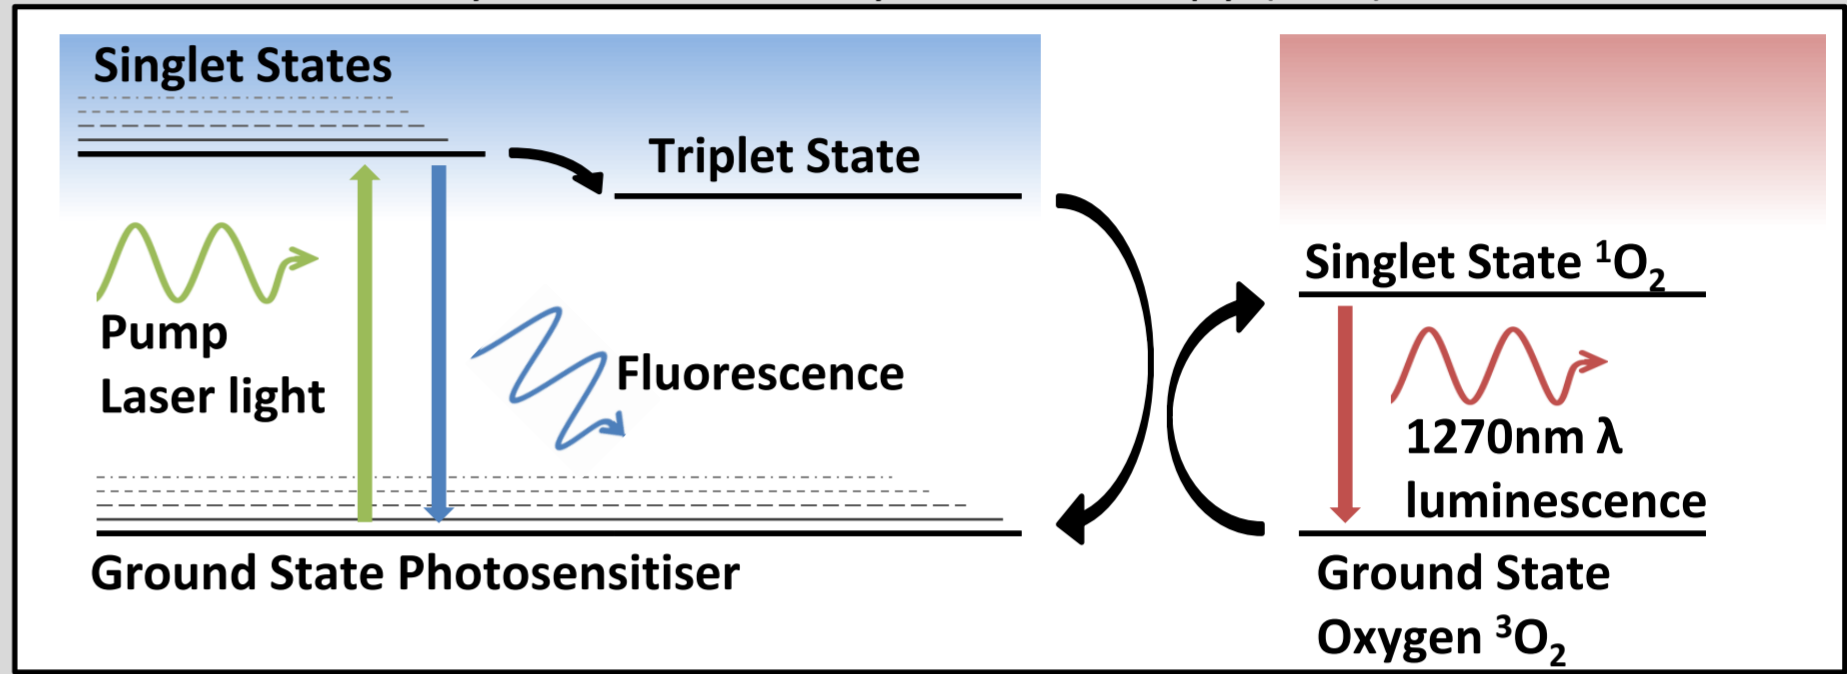 Singlet States
Triplet State
Pump
Laser light
Fluorescence
Ground State Photosensitiser
Singlet State ¹O₂
1270nm λ
luminescence
Ground State
Oxygen ³O₂